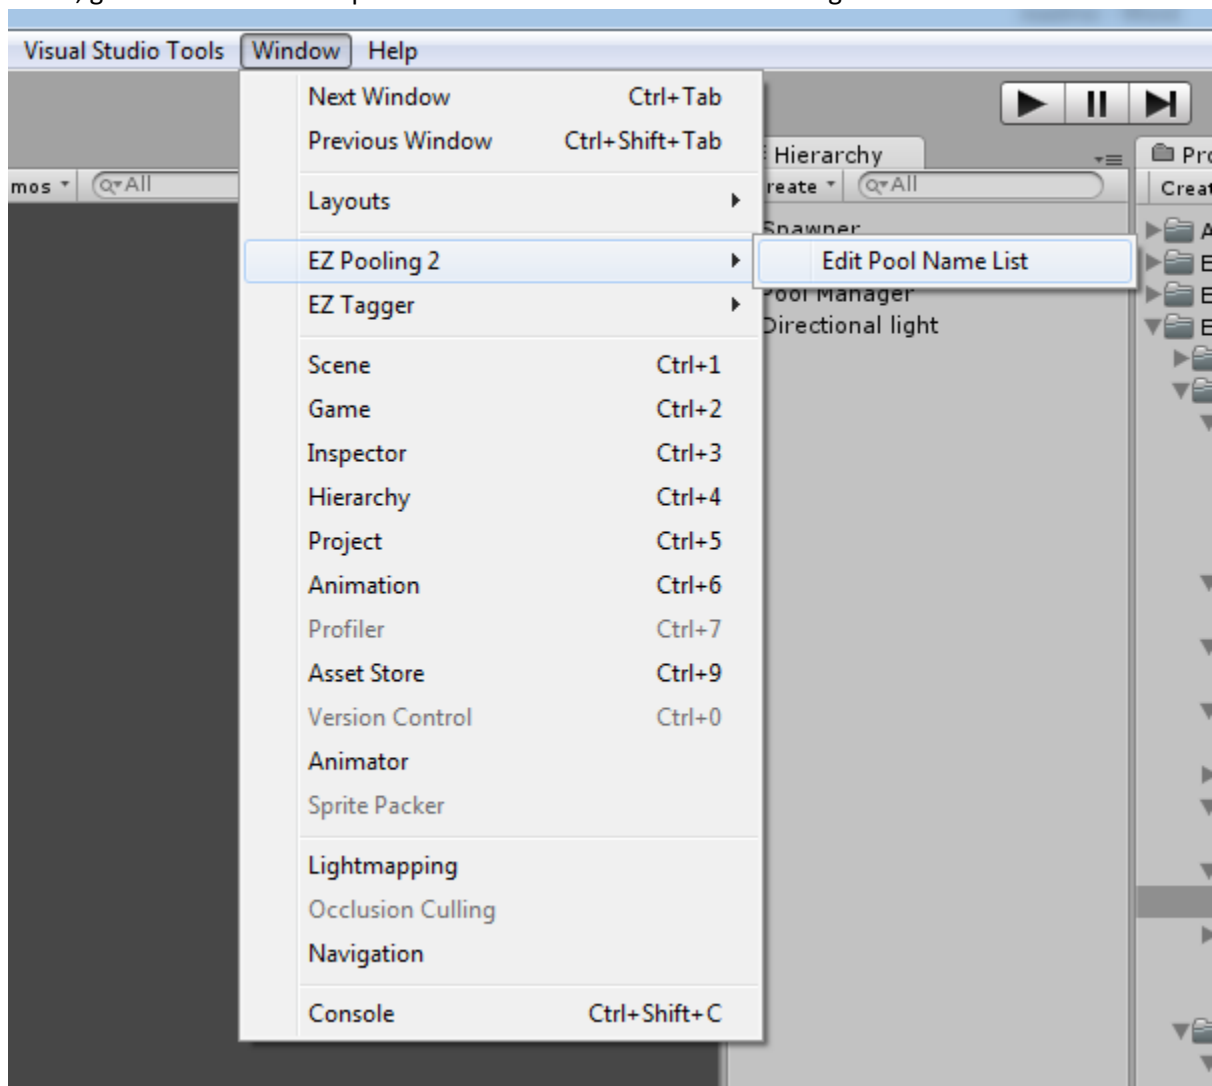 Visual Studio Tools Window Help
Next Window Ctrl+Tab
Previous Window Ctrl+Shift+Tab
Hierarchy
All
All
Layouts
Spawner
EZ Pooling 2
Edit Pool Name List
EZ Tagger
Pool Manager
Directional light
Scene Ctrl+1
Game Ctrl+2
Inspector Ctrl+3
Hierarchy Ctrl+4
Project Ctrl+5
Animation Ctrl+6
Profiler Ctrl+7
Asset Store Ctrl+9
Version Control Ctrl+0
Animator
Sprite Packer
Lightmapping
Occlusion Culling
Navigation
Console Ctrl+Shift+C